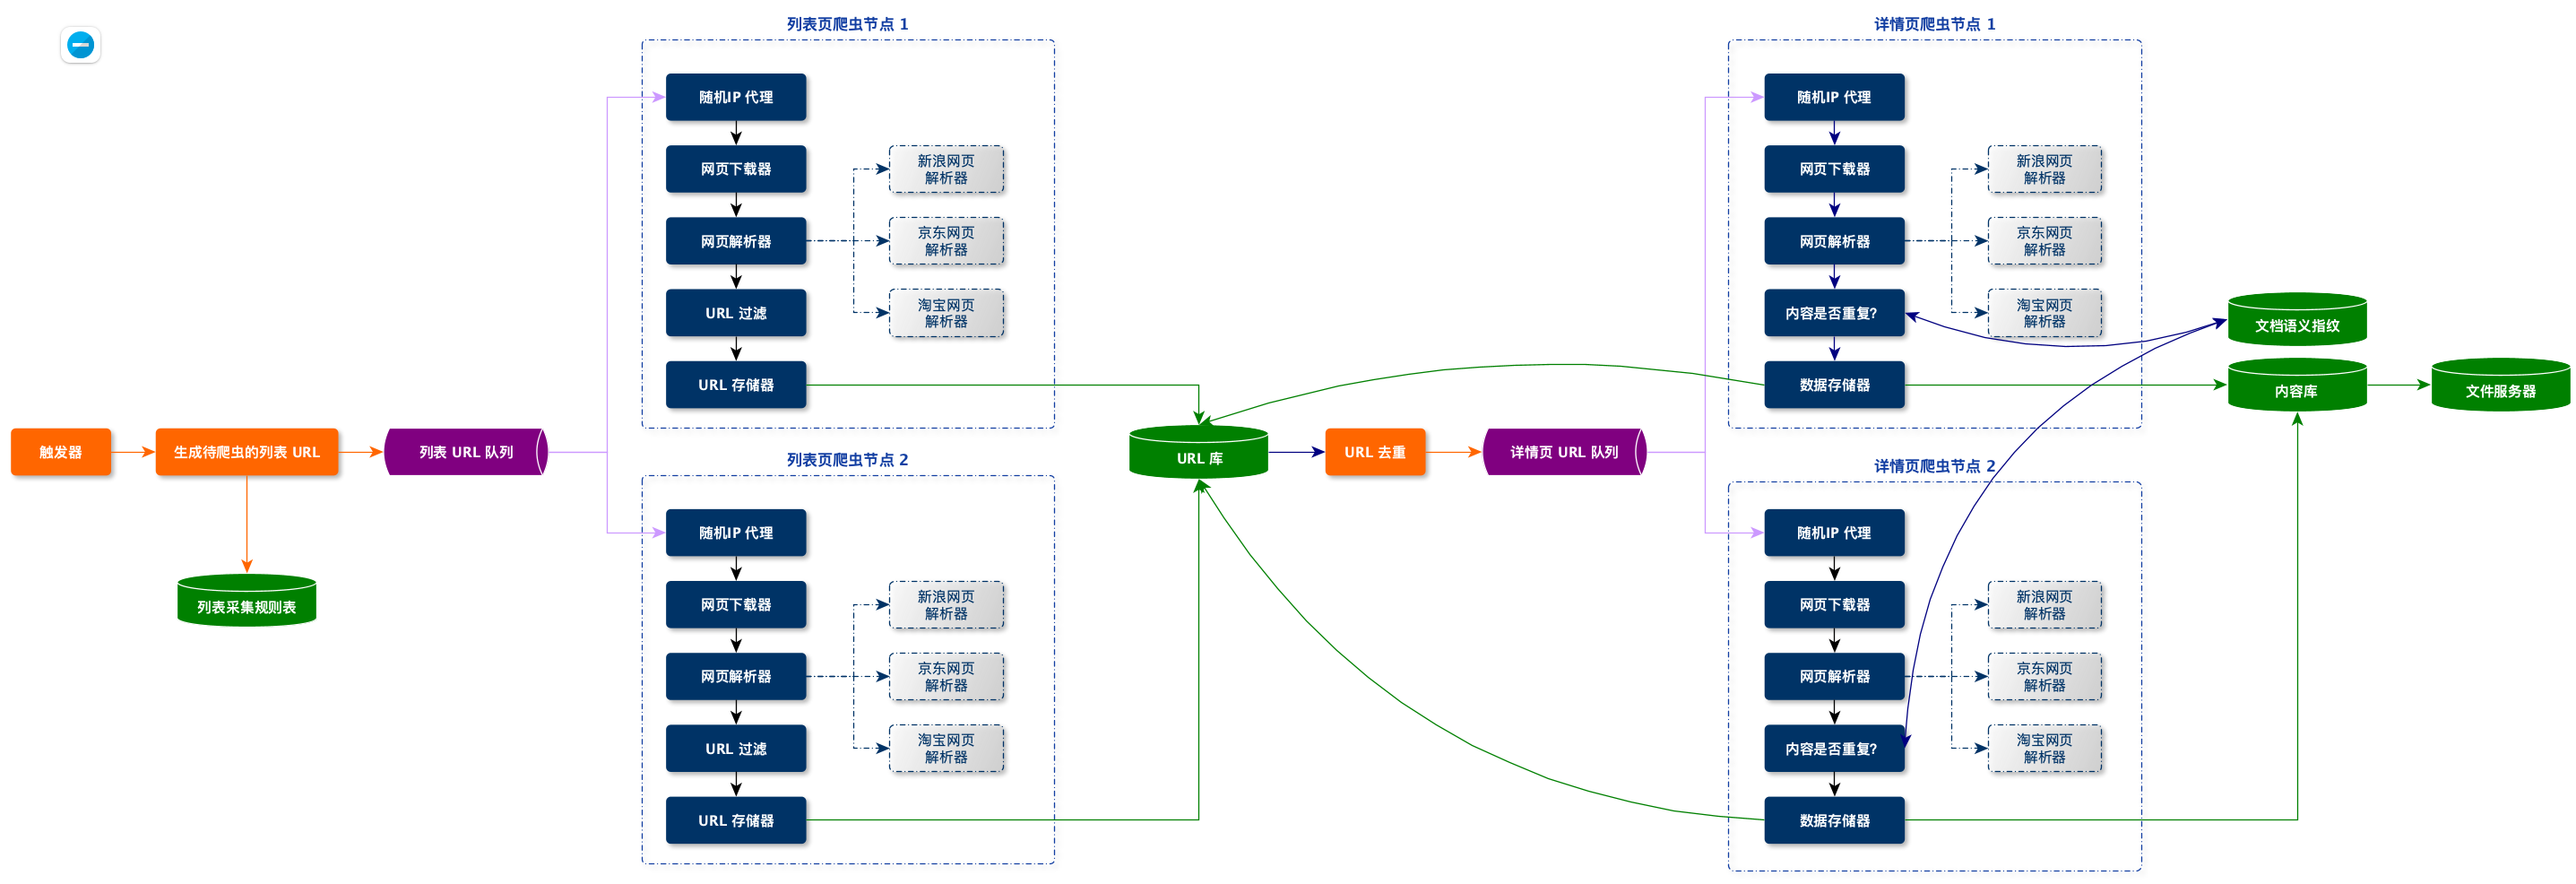 触发器
生成待爬虫的列表 URL
列表采集规则表
列表 URL 队列
列表页爬虫节点 1
随机IP 代理
网页下载器
网页解析器
URL 过滤
URL 存储器
新浪网页
解析器
京东网页
解析器
淘宝网页
解析器
列表页爬虫节点 2
随机IP 代理
网页下载器
网页解析器
URL 过滤
URL 存储器
新浪网页
解析器
京东网页
解析器
淘宝网页
解析器
URL 库
URL 去重
详情页 URL 队列
详情页爬虫节点 1
随机IP 代理
网页下载器
网页解析器
内容是否重复？
数据存储器
新浪网页
解析器
京东网页
解析器
淘宝网页
解析器
详情页爬虫节点 2
随机IP 代理
网页下载器
网页解析器
内容是否重复？
数据存储器
新浪网页
解析器
京东网页
解析器
淘宝网页
解析器
文档语义指纹
内容库
文件服务器